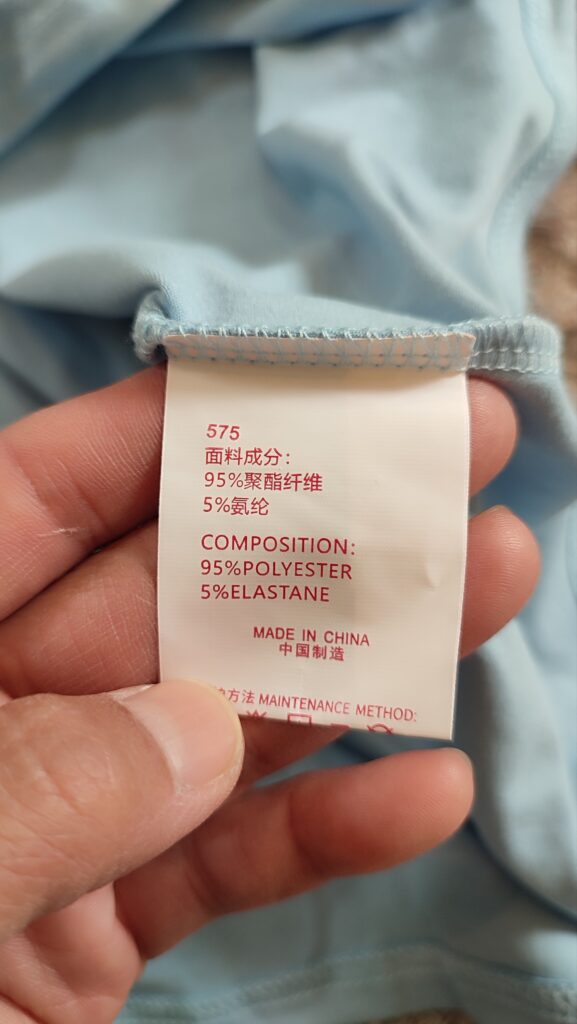 575
面料成分:
95%聚酯纤维
5%氨纶
COMPOSITION:
95%POLYESTER
5%ELASTANE
MADE IN CHINA
中国制造
方法 MAINTENANCE METHOD: